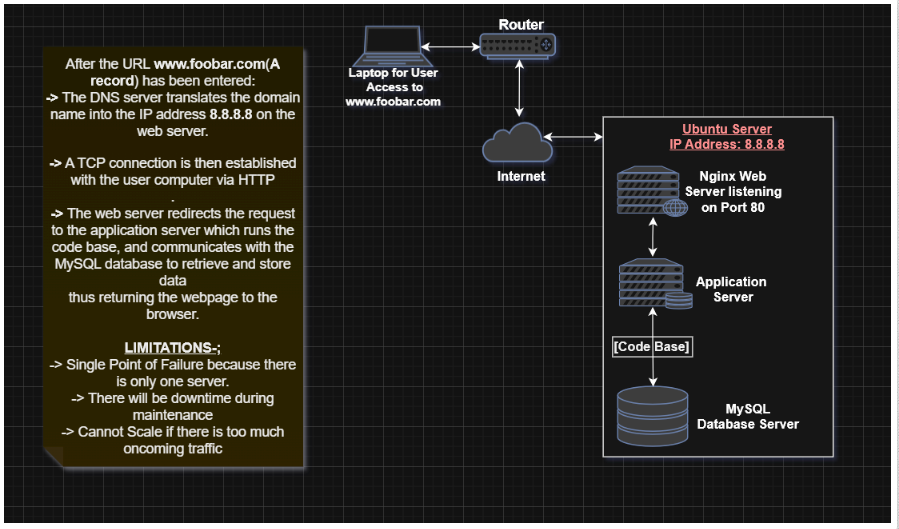 After the URL www.foobar.com(A
record) has been entered:
-> The DNS server translates the domain
name into the IP address 8.8.8.8 on the
web server.
-> A TCP connection is then established
with the user computer via HTTP
.
-> The web server redirects the request
to the application server which runs the
code base, and communicates with the
MySQL database to retrieve and store
data
thus returning the webpage to the
browser.
LIMITATIONS-;
-> Single Point of Failure because there
is only one server.
-> There will be downtime during
maintenance
-> Cannot Scale if there is too much
oncoming traffic
Router
Laptop for User
Access to
www.foobar.com
Internet
Ubuntu Server
IP Address: 8.8.8.8
Nginx Web
Server listening
on Port 80
Application
Server
[Code Base]
MySQL
Database Server